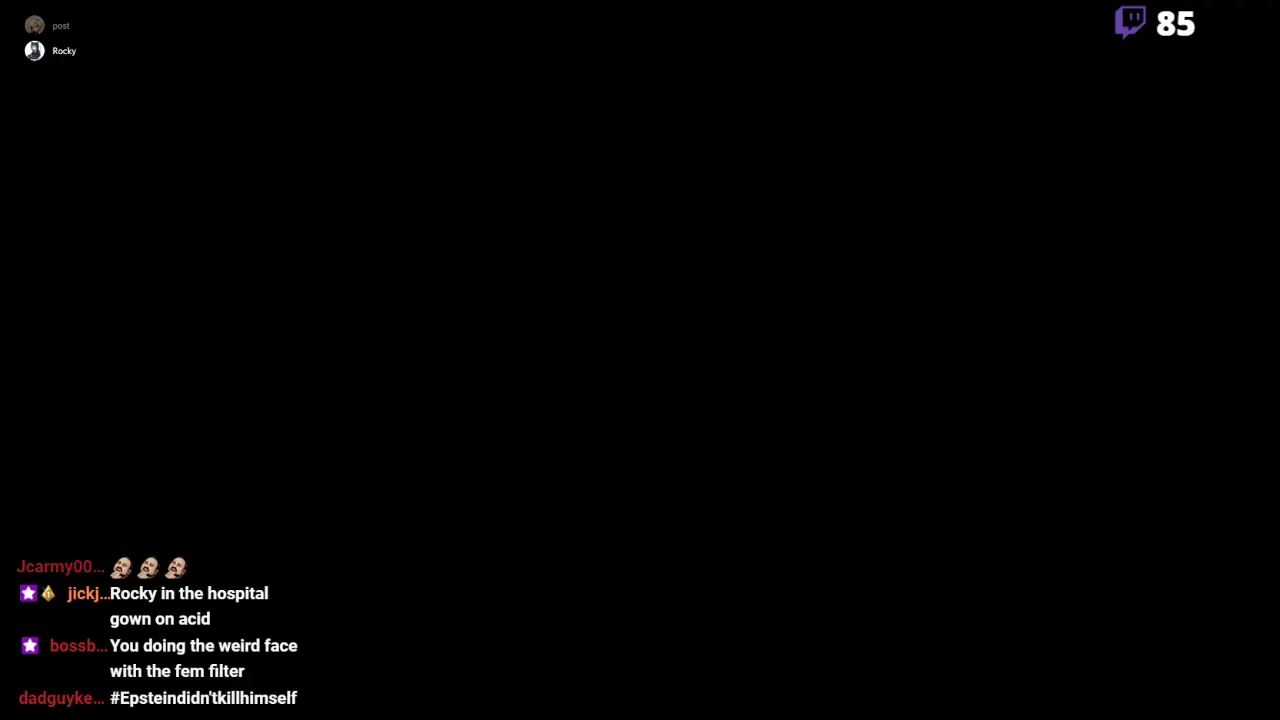 post
Rocky
85
Jcarmy00...
jickj...Rocky in the hospital
gown on acid
bossb...You doing the weird face
with the fem filter
dadguyke... #Epsteindidn'tkillhimself